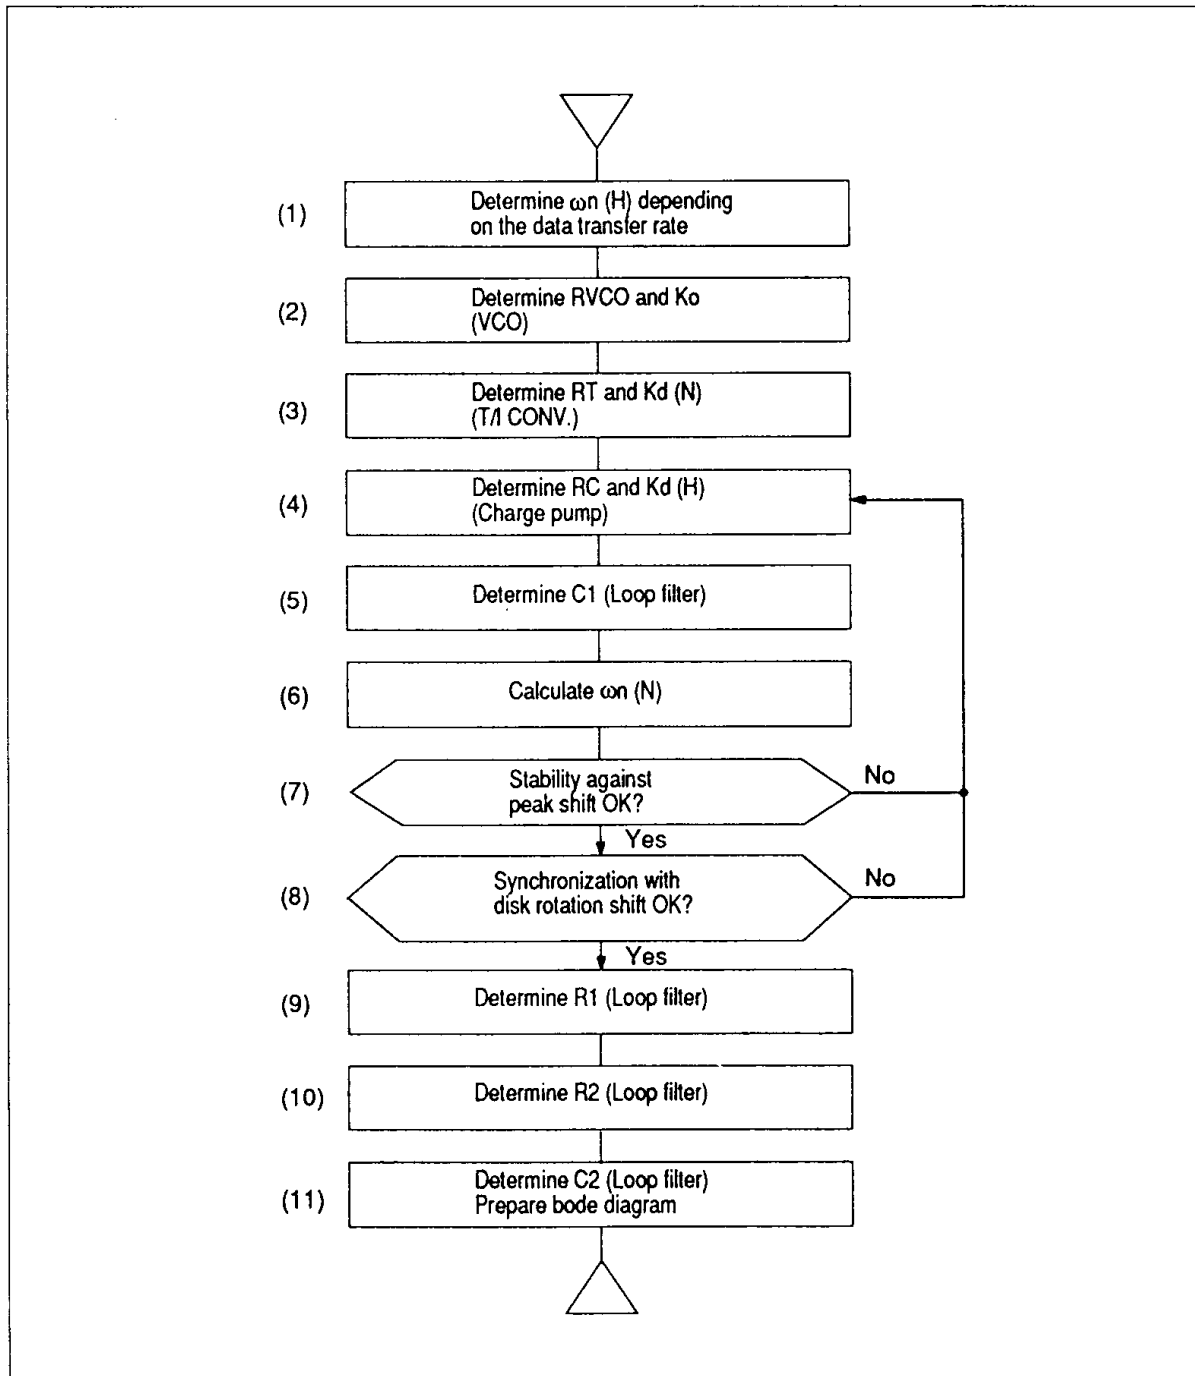 (1)
Determine ωn (H) depending
on the data transfer rate
(2)
Determine RVCO and Ko
(VCO)
(3)
Determine RT and Kd (N)
(T/I CONV.)
(4)
Determine RC and Kd (H)
(Charge pump)
(5)
Determine C1 (Loop filter)
(6)
Calculate ωn (N)
(7)
Stability against
peak shift OK?
No
Yes
(8)
Synchronization with
disk rotation shift OK?
No
Yes
(9)
Determine R1 (Loop filter)
(10)
Determine R2 (Loop filter)
(11)
Determine C2 (Loop filter)
Prepare bode diagram